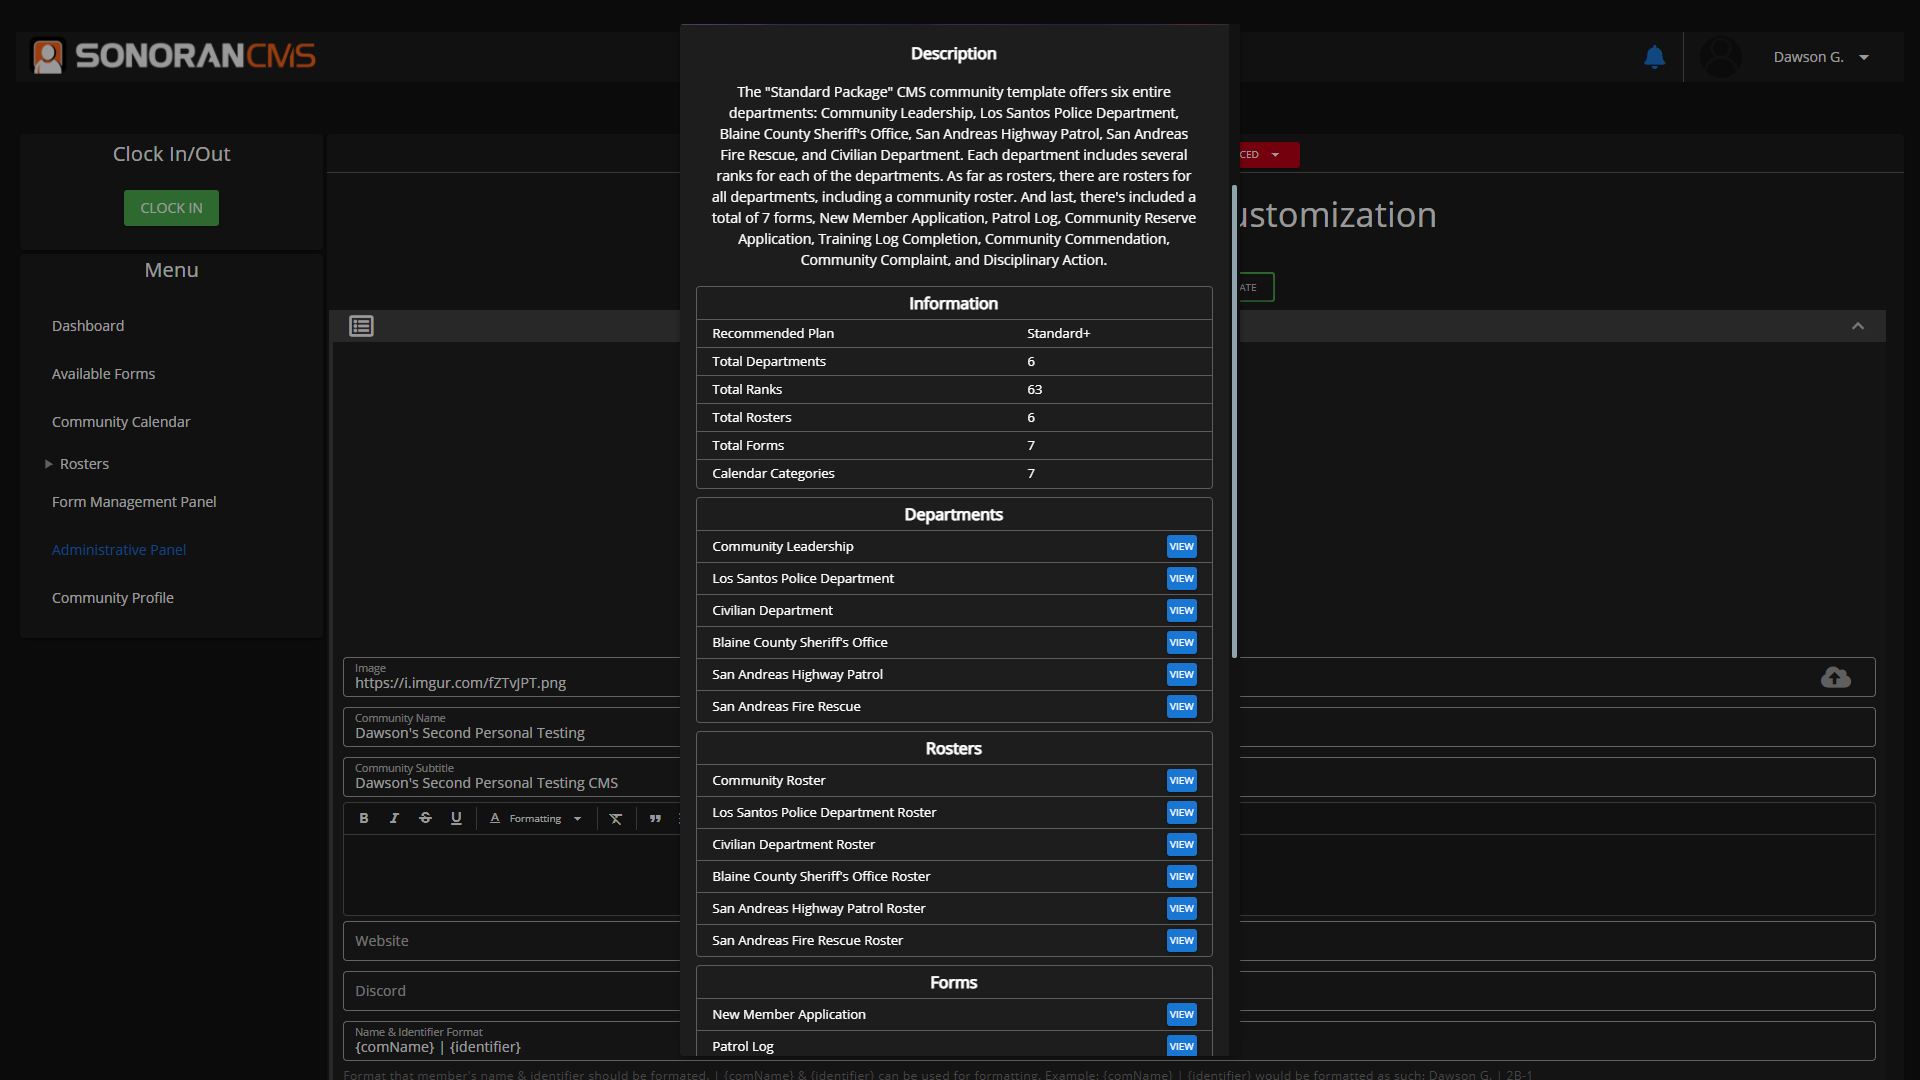 SONORANCMS
Dawson G.
Clock In/Out
CLOCK IN
Menu
Dashboard
Available Forms
Community Calendar
Rosters
Form Management Panel
Administrative Panel
Community Profile
CED
ustomization
ATE
Image
https://i.imgur.com/fZTvJPT.png
Community Name
Dawson's Second Personal Testing
Community Subtitle
Dawson's Second Personal Testing CMS
B I S U A Formatting
Website
Discord
Name & Identifier Format
{comName} | {identifier}
Format that member's name & identifier should be formated. | {comName} & {identifier} can be used for formatting. Example: {comName} | {identifier} would be formatted as such: Dawson G. | 2B-1
Description
The "Standard Package" CMS community template offers six entire
departments: Community Leadership, Los Santos Police Department,
Blaine County Sheriff's Office, San Andreas Highway Patrol, San Andreas
Fire Rescue, and Civilian Department. Each department includes several
ranks for each of the departments. As far as rosters, there are rosters for
all departments, including a community roster. And last, there's included a
total of 7 forms, New Member Application, Patrol Log, Community Reserve
Application, Training Log Completion, Community Commendation,
Community Complaint, and Disciplinary Action.
Information
Recommended Plan Standard+
Total Departments 6
Total Ranks 63
Total Rosters 6
Total Forms 7
Calendar Categories 7
Departments
Community Leadership VIEW
Los Santos Police Department VIEW
Civilian Department VIEW
Blaine County Sheriff's Office VIEW
San Andreas Highway Patrol VIEW
San Andreas Fire Rescue VIEW
Rosters
Community Roster VIEW
Los Santos Police Department Roster VIEW
Civilian Department Roster VIEW
Blaine County Sheriff's Office Roster VIEW
San Andreas Highway Patrol Roster VIEW
San Andreas Fire Rescue Roster VIEW
Forms
New Member Application VIEW
Patrol Log VIEW